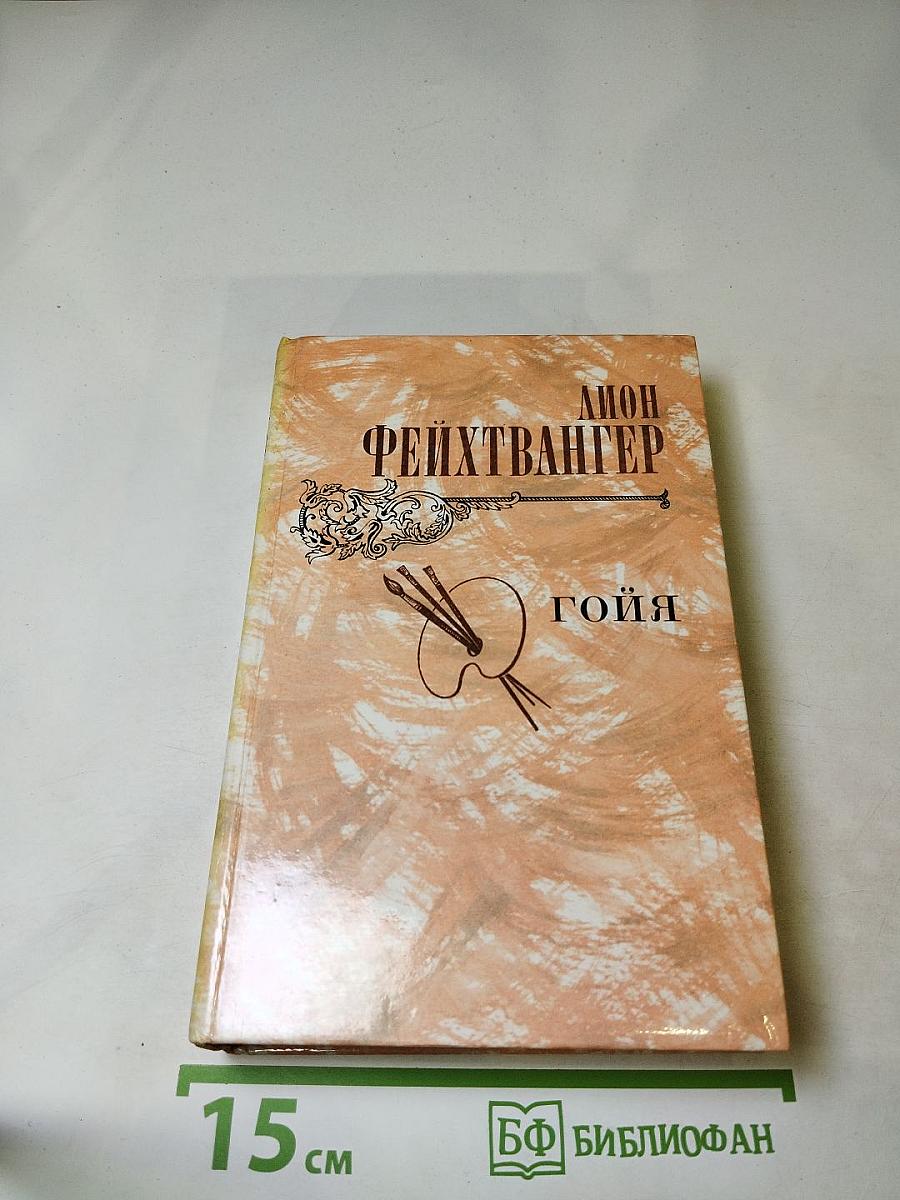 ЛИОН
ФЕЙХТВАНГЕР
ГОЙЯ
15 см
БФ БИБЛИОФАН